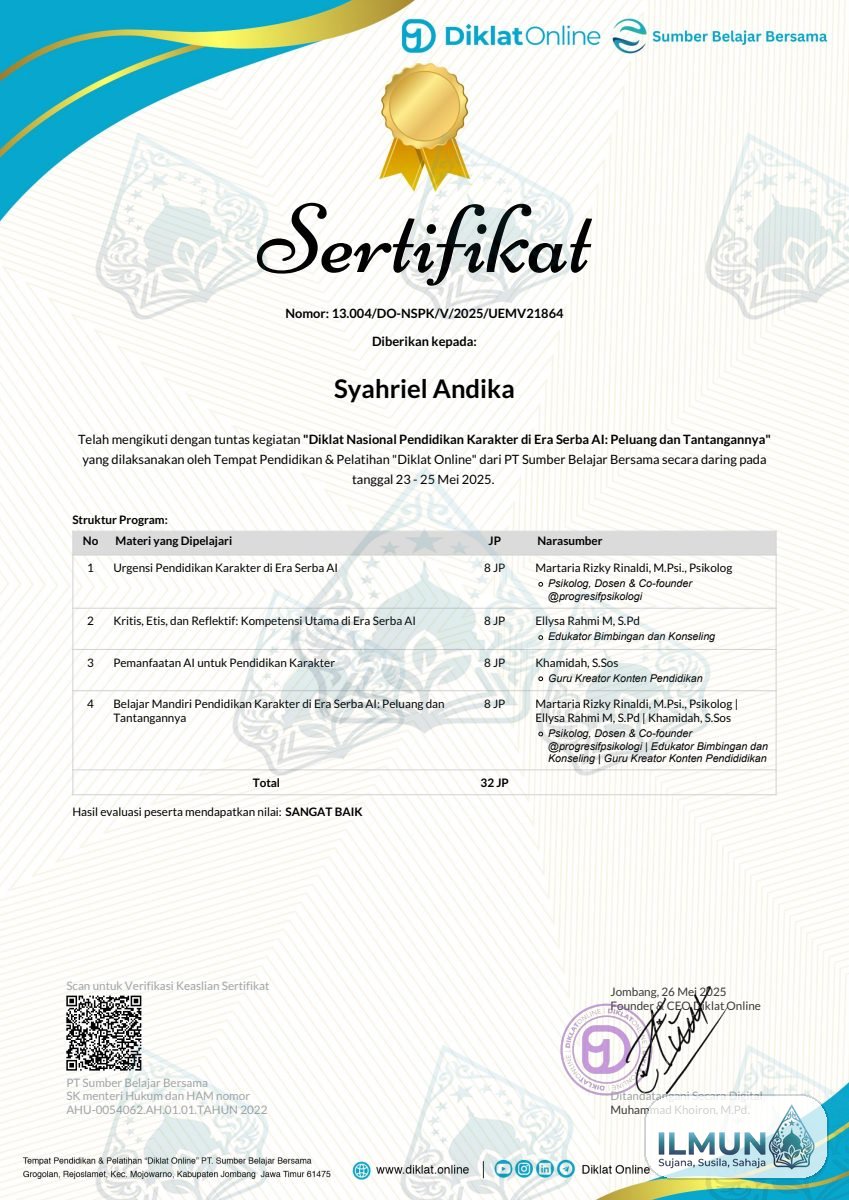 DiklatOnline Sumber Belajar Bersama
Sertifikat
Nomor: 13.004/DO-NSPK/V/2025/UEMV21864
Diberikan kepada:
Syahriel Andika
Telah mengikuti dengan tuntas kegiatan "Diklat Nasional Pendidikan Karakter di Era Serba AI: Peluang dan Tantangannya"
yang dilaksanakan oleh Tempat Pendidikan & Pelatihan "Diklat Online" dari PT Sumber Belajar Bersama secara daring pada
tanggal 23 - 25 Mei 2025.
Struktur Program:
No Materi yang Dipelajari JP Narasumber
1 Urgensi Pendidikan Karakter di Era Serba AI 8 JP Martaria Rizky Rinaldi, M.Psi., Psikolog
Psikolog, Dosen & Co-founder
@progresifpsikologi
2 Kritis, Etis, dan Reflektif: Kompetensi Utama di Era Serba AI 8 JP Ellysa Rahmi M, S.Pd
Edukator Bimbingan dan Konseling
3 Pemanfaatan AI untuk Pendidikan Karakter 8 JP Khamidah, S.Sos
Guru Kreator Konten Pendidikan
4 Belajar Mandiri Pendidikan Karakter di Era Serba AI: Peluang dan 8 JP Martaria Rizky Rinaldi, M.Psi., Psikolog |
Tantangannya Ellysa Rahmi M, S.Pd | Khamidah, S.Sos
Psikolog, Dosen & Co-founder
@progresifpsikologi | Edukator Bimbingan dan
Konseling | Guru Kreator Konten Pendididikan
Total 32 JP
Hasil evaluasi peserta mendapatkan nilai: SANGAT BAIK
Scan untuk Verifikasi Keaslian Sertifikat
Jombang, 26 Mei 2025
Founder & CEO Diklat Online
DIKLATONLINE
PT Sumber Belajar Bersama
SK menteri Hukum dan HAM nomor
AHU-0054062.AH.01.01.TAHUN 2022
Ditandatangani Secara Digital
Muhammad Khoiron, M.Pd.
ILMUN
Sujana, Susila, Sahaja
Tempat Pendidikan & Pelatihan “Diklat Online” PT. Sumber Belajar Bersama
Grogolan, Rejoslamet, Kec. Mojowarno, Kabupaten Jombang Jawa Timur 61475
www.diklat.online | Diklat Online